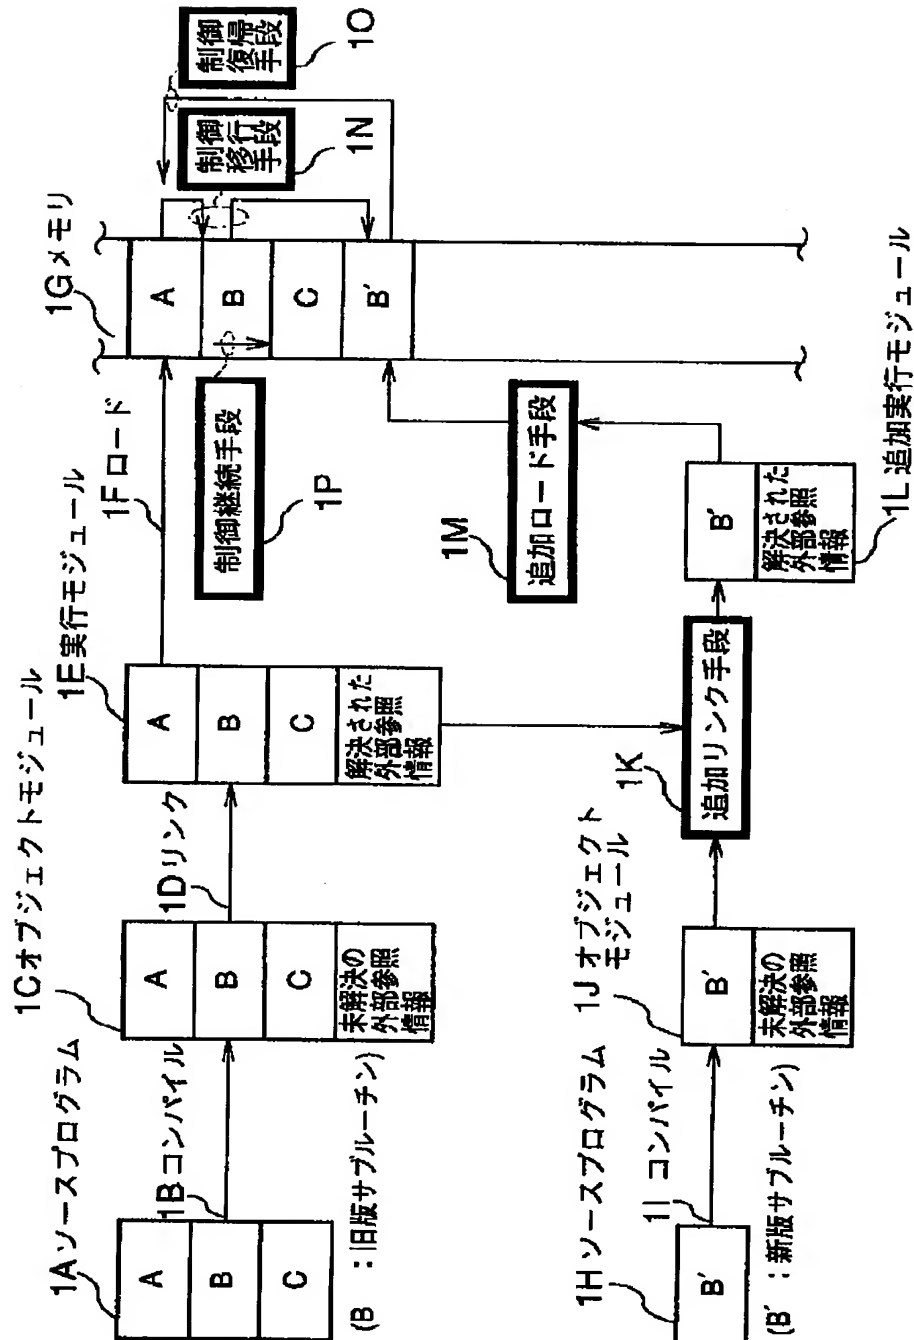 1Aソースプログラム
A
B
C
(B : 旧版サブルーチン)
1Bコンパイル
1Cオブジェクトモジュール
A
B
C
未解決の
外部参照
情報
1Dリンク
1E実行モジュール
A
B
C
解決された
外部参照
情報
1Fロード
1Gメモリ
A
B
C
B'
制御継続手段
1P
制御
移行
手段
1N
制御
復帰
手段
1O
1Hソースプログラム
B'
(B' : 新版サブルーチン)
1I コンパイル
1J オブジェクト
モジュール
B'
未解決の
外部参照
情報
1K
追加リンク手段
B'
解決された
外部参照
情報
1L 追加実行モジュール
1M
追加ロード手段